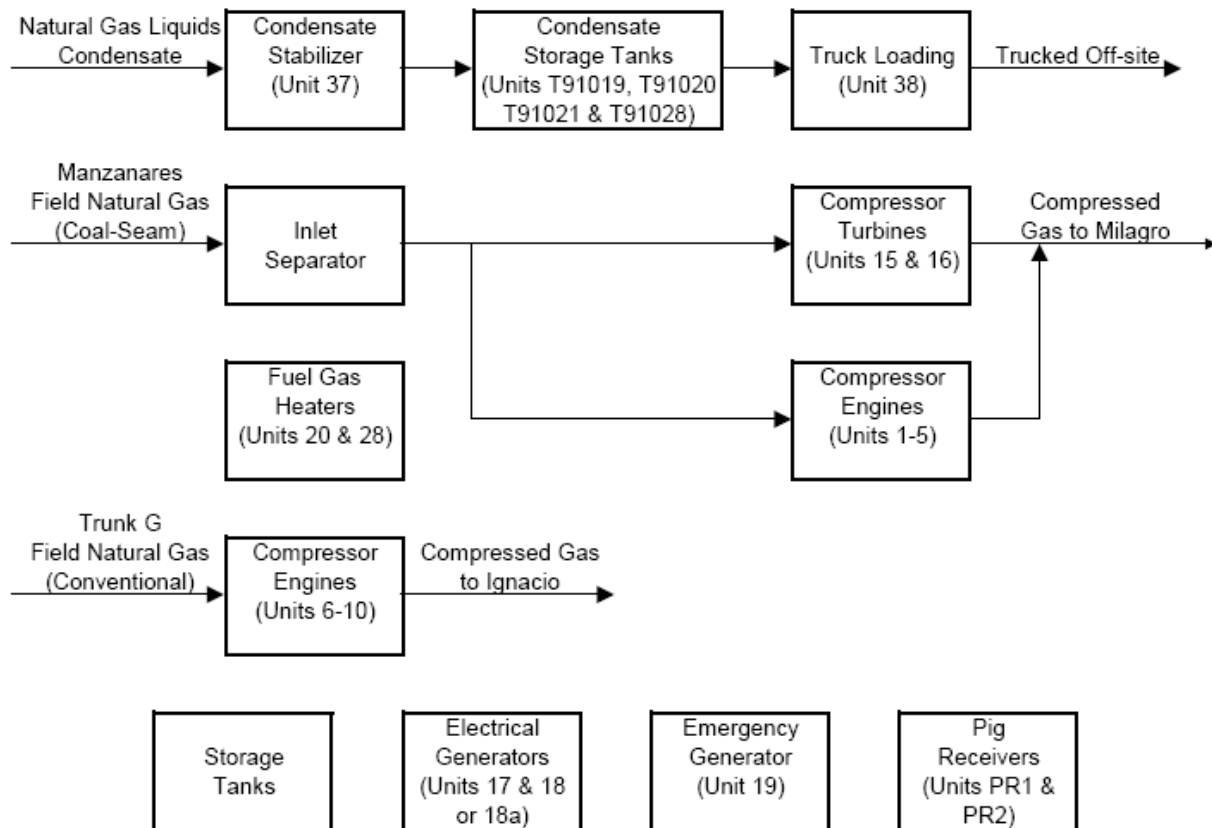 Natural Gas Liquids
Condensate
Condensate
Stabilizer
(Unit 37)
Condensate
Storage Tanks
(Units T91019, T91020
T91021 & T91028)
Truck Loading
(Unit 38)
Trucked Off-site
Manzanares
Field Natural Gas
(Coal-Seam)
Inlet
Separator
Compressor
Turbines
(Units 15 & 16)
Compressed
Gas to Milagro
Fuel Gas
Heaters
(Units 20 & 28)
Compressor
Engines
(Units 1-5)
Trunk G
Field Natural Gas
(Conventional)
Compressor
Engines
(Units 6-10)
Compressed Gas
to Ignacio
Storage
Tanks
Electrical
Generators
(Units 17 & 18
or 18a)
Emergency
Generator
(Unit 19)
Pig
Receivers
(Units PR1 &
PR2)